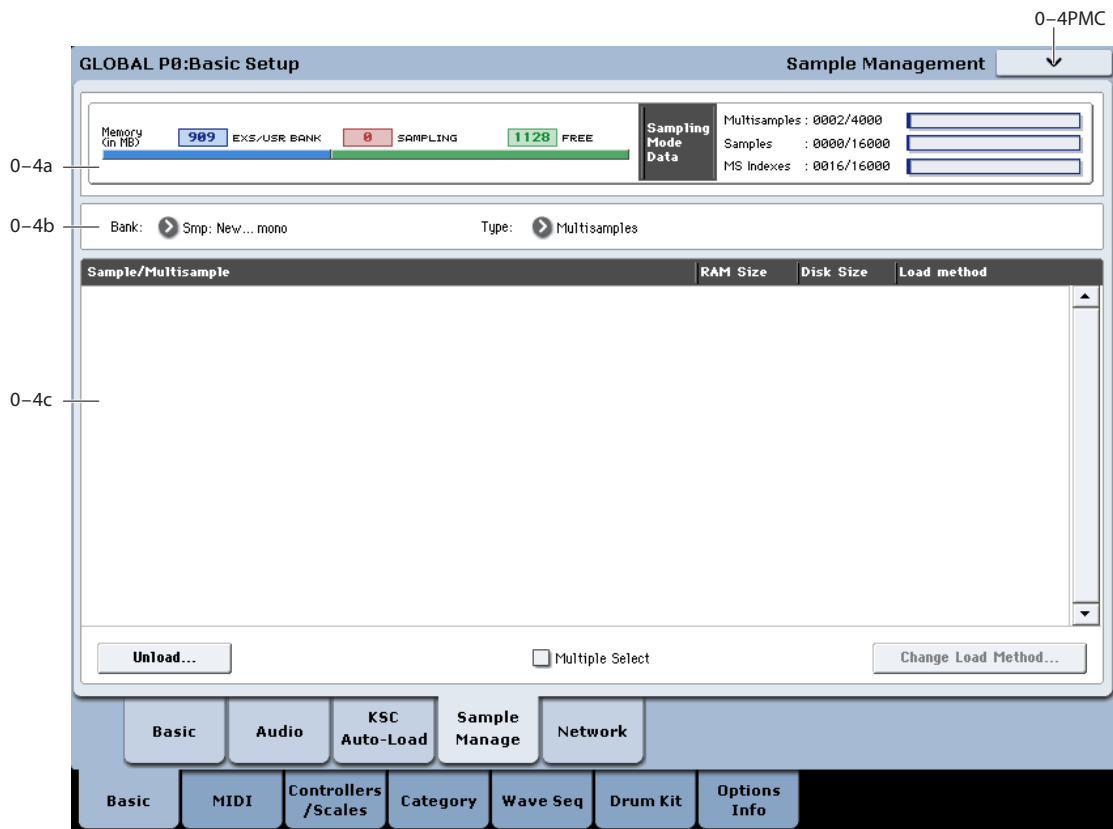 0–4PMC
GLOBAL P0:Basic Setup
Sample Management
Memory
(in MB)
909 EXS/USR BANK
0 SAMPLING
1128 FREE
Sampling
Mode
Data
Multisamples : 0002/4000
Samples : 0000/16000
MS Indexes : 0016/16000
0–4a
0–4b
Bank: Smp: New... mono
Type: Multisamples
Sample/Multisample RAM Size Disk Size Load method
0–4c
Unload...
Multiple Select
Change Load Method...
Basic
Audio
KSC
Auto-Load
Sample
Manage
Network
Basic
MIDI
Controllers
/Scales
Category
Wave Seq
Drum Kit
Options
Info